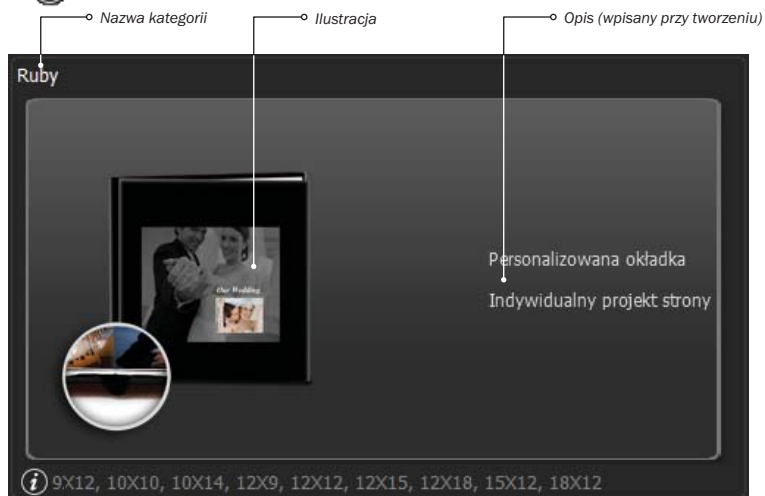 Nazwa kategorii
Ilustracja
Opis (wpisany przy tworzeniu)
Ruby
Our Wedding
Personalizowana okładka
Indywidualny projekt strony
9X12, 10X10, 10X14, 12X9, 12X12, 12X15, 12X18, 15X12, 18X12